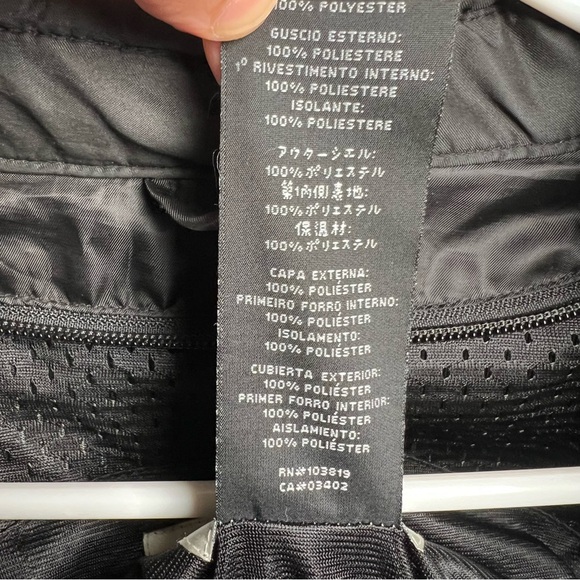 100% POLYESTER
GUSCIO ESTERNO:
100% POLIESTERE
1º RIVESTIMENTO INTERNO:
100% POLIESTERE
ISOLANTE:
100% POLIESTERE
アウターシエル:
100%ポリエステル
第1内側裏地:
100%ポリエステル
保温材:
100%ポリエステル
CAPA EXTERNA:
100% POLIÉSTER
PRIMEIRO FORRO INTERNO:
100% POLIÉSTER
ISOLAMENTO:
100% POLIÉSTER
CUBIERTA EXTERIOR:
100% POLIÉSTER
PRIMER FORRO INTERIOR:
100% POLIÉSTER
AISLAMIENTO:
100% POLIÉSTER
RN#103819
CA#03402